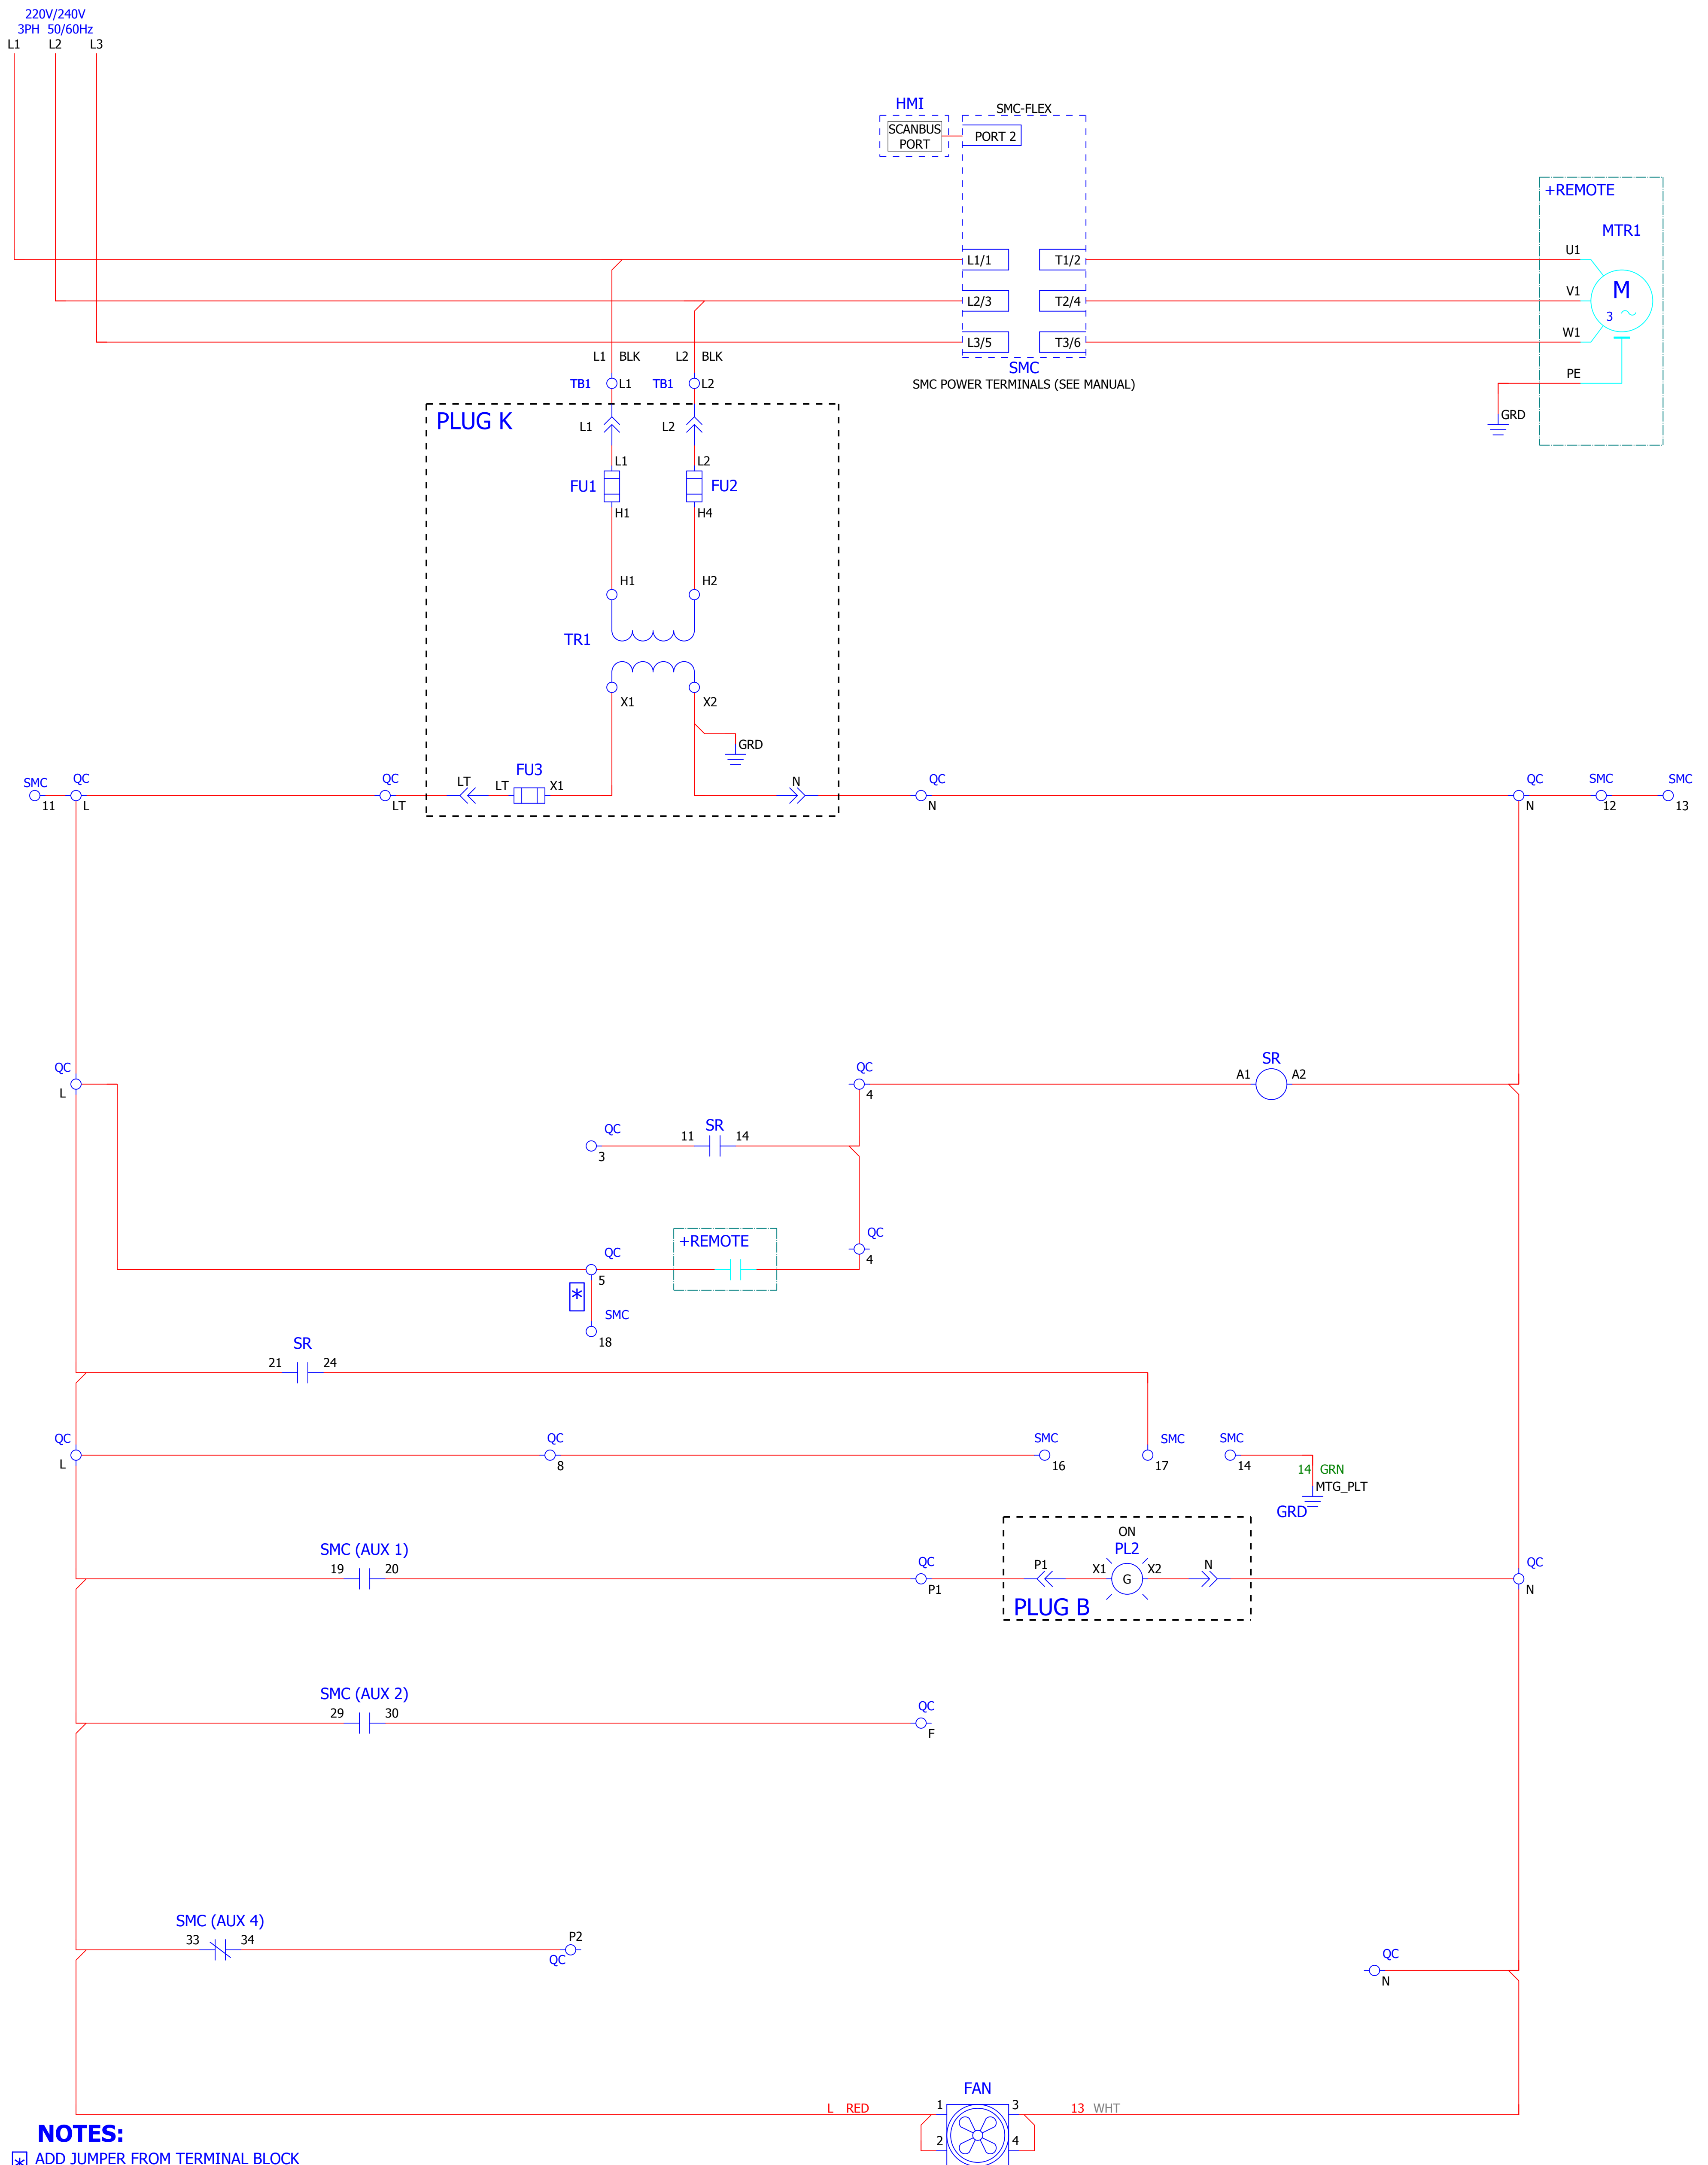 220V/240V
3PH 50/60Hz
L1 L2 L3
HMI
SMC-FLEX
SCANBUS
PORT
PORT 2
+REMOTE
MTR1
U1
L1/1 T1/2
M
3
V1
L2/3 T2/4
W1
L3/5 T3/6
L1 BLK L2 BLK
SMC
SMC POWER TERMINALS (SEE MANUAL)
PE
TB1 L1 TB1 L2
GRD
PLUG K
L1 L2
L1 L2
FU1 FU2
H1 H4
H1 H2
TR1
X1 X2
GRD
SMC QC QC LT LT FU3 X1 N QC QC SMC SMC
11 L LT N N 12 13
QC QC SR
L 4 A1 A2
QC 11 SR 14
3
QC +REMOTE QC
5 4
*
SMC
18
SR
21 24
QC QC SMC SMC SMC
L 8 16 17 14
14 GRN
MTG_PLT
GRD
ON
SMC (AUX 1) PL2
19 20 QC P1 X1 G X2 N QC
P1 N
PLUG B
SMC (AUX 2)
29 30 QC
F
SMC (AUX 4)
33 34 P2
QC
QC
N
FAN
L RED 1 3 13 WHT
2 4
NOTES:
* ADD JUMPER FROM TERMINAL BLOCK